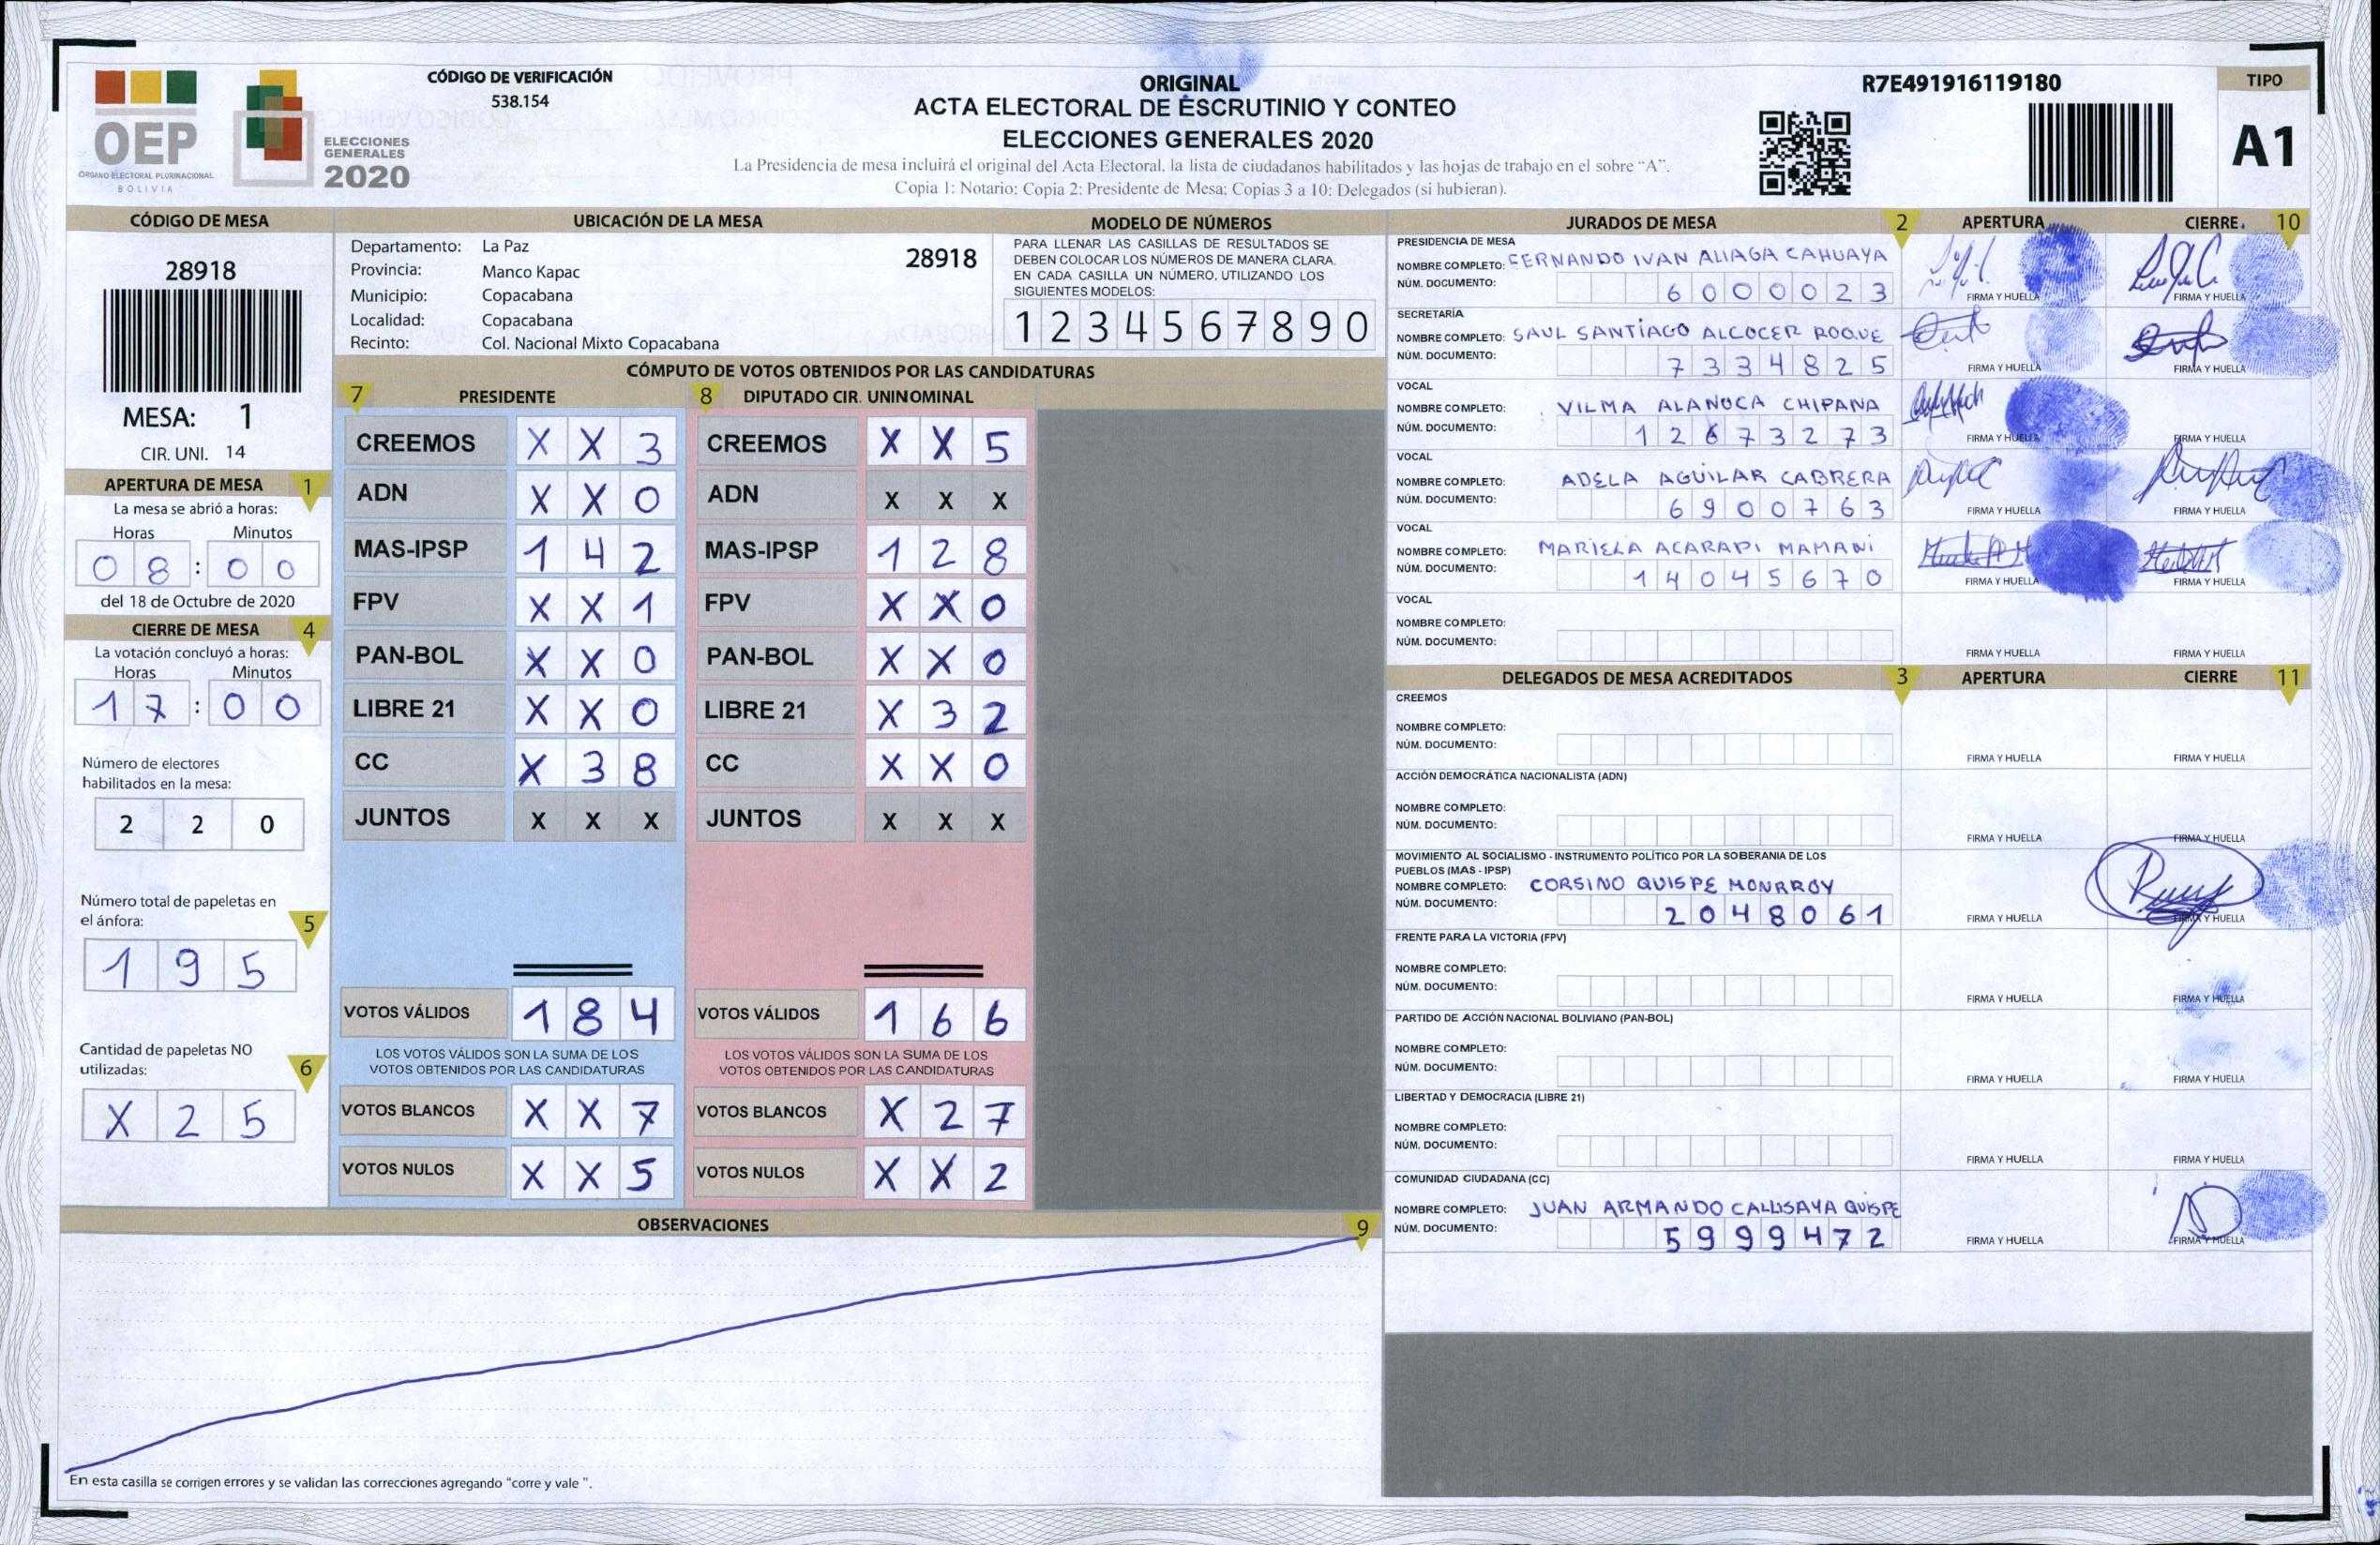 OEP
ÓRGANO ELECTORAL PLURINACIONAL
BOLIVIA
ELECCIONES
GENERALES
2020
CÓDIGO DE VERIFICACIÓN
538.154
ORIGINAL
ACTA ELECTORAL DE ESCRUTINIO Y CONTEO
ELECCIONES GENERALES 2020
La Presidencia de mesa incluirá el original del Acta Electoral, la lista de ciudadanos habilitados y las hojas de trabajo en el sobre "A".
Copia 1: Notario; Copia 2: Presidente de Mesa; Copias 3 a 10: Delegados (si hubieran).
R7E491916119180
TIPO
A1
CÓDIGO DE MESA
28918
MESA: 1
CIR. UNI. 14
APERTURA DE MESA 1
La mesa se abrió a horas:
Horas Minutos
08:00
del 18 de Octubre de 2020
CIERRE DE MESA 4
La votación concluyó a horas:
Horas Minutos
17:00
Número de electores
habilitados en la mesa:
2 2 0
Número total de papeletas en
el ánfora: 5
1 9 5
Cantidad de papeletas NO
utilizadas: 6
X 2 5
UBICACIÓN DE LA MESA
Departamento: La Paz
28918
Provincia: Manco Kapac
Municipio: Copacabana
Localidad: Copacabana
Recinto: Col. Nacional Mixto Copacabana
MODELO DE NÚMEROS
PARA LLENAR LAS CASILLAS DE RESULTADOS SE
DEBEN COLOCAR LOS NÚMEROS DE MANERA CLARA.
EN CADA CASILLA UN NÚMERO, UTILIZANDO LOS
SIGUIENTES MODELOS:
1 2 3 4 5 6 7 8 9 0
CÓMPUTO DE VOTOS OBTENIDOS POR LAS CANDIDATURAS
7 PRESIDENTE
CREEMOS X X 3
ADN X X 0
MAS-IPSP 1 4 2
FPV X X 1
PAN-BOL X X 0
LIBRE 21 X X 0
CC X 3 8
JUNTOS X X X
VOTOS VÁLIDOS 1 8 4
LOS VOTOS VÁLIDOS SON LA SUMA DE LOS
VOTOS OBTENIDOS POR LAS CANDIDATURAS
VOTOS BLANCOS X X 7
VOTOS NULOS X X 5
8 DIPUTADO CIR. UNINOMINAL
CREEMOS X X 5
ADN X X X
MAS-IPSP 1 2 8
FPV X X 0
PAN-BOL X X 0
LIBRE 21 X 3 2
CC X X 0
JUNTOS X X X
VOTOS VÁLIDOS 1 6 6
LOS VOTOS VÁLIDOS SON LA SUMA DE LOS
VOTOS OBTENIDOS POR LAS CANDIDATURAS
VOTOS BLANCOS X 2 7
VOTOS NULOS X X 2
OBSERVACIONES 9
En esta casilla se corrigen errores y se validan las correcciones agregando "corre y vale ".
JURADOS DE MESA 2 APERTURA CIERRE 10
PRESIDENCIA DE MESA
NOMBRE COMPLETO: FERNANDO IVAN ALIAGA CAHUAYA
NÚM. DOCUMENTO: 6000023
FIRMA Y HUELLA FIRMA Y HUELLA
SECRETARÍA
NOMBRE COMPLETO: SAUL SANTIAGO ALCOCER ROQUE
NÚM. DOCUMENTO: 7334825
FIRMA Y HUELLA FIRMA Y HUELLA
VOCAL
NOMBRE COMPLETO: VILMA ALANOCA CHIPANA
NÚM. DOCUMENTO: 12673273
FIRMA Y HUELLA FIRMA Y HUELLA
VOCAL
NOMBRE COMPLETO: ADELA AGUILAR CABRERA
NÚM. DOCUMENTO: 6900763
FIRMA Y HUELLA FIRMA Y HUELLA
VOCAL
NOMBRE COMPLETO: MARIELA ACARAPI MAMANI
NÚM. DOCUMENTO: 14045670
FIRMA Y HUELLA FIRMA Y HUELLA
VOCAL
NOMBRE COMPLETO:
NÚM. DOCUMENTO:
FIRMA Y HUELLA FIRMA Y HUELLA
DELEGADOS DE MESA ACREDITADOS 3 APERTURA CIERRE 11
CREEMOS
NOMBRE COMPLETO:
NÚM. DOCUMENTO:
FIRMA Y HUELLA FIRMA Y HUELLA
ACCIÓN DEMOCRÁTICA NACIONALISTA (ADN)
NOMBRE COMPLETO:
NÚM. DOCUMENTO:
FIRMA Y HUELLA FIRMA Y HUELLA
MOVIMIENTO AL SOCIALISMO - INSTRUMENTO POLÍTICO POR LA SOBERANIA DE LOS
PUEBLOS (MAS - IPSP)
NOMBRE COMPLETO: CORSINO QUISPE MONRROY
NÚM. DOCUMENTO: 2048061
FIRMA Y HUELLA FIRMA Y HUELLA
FRENTE PARA LA VICTORIA (FPV)
NOMBRE COMPLETO:
NÚM. DOCUMENTO:
FIRMA Y HUELLA FIRMA Y HUELLA
PARTIDO DE ACCIÓN NACIONAL BOLIVIANO (PAN-BOL)
NOMBRE COMPLETO:
NÚM. DOCUMENTO:
FIRMA Y HUELLA FIRMA Y HUELLA
LIBERTAD Y DEMOCRACIA (LIBRE 21)
NOMBRE COMPLETO:
NÚM. DOCUMENTO:
FIRMA Y HUELLA FIRMA Y HUELLA
COMUNIDAD CIUDADANA (CC)
NOMBRE COMPLETO: JUAN ARMANDO CALLISAYA QUISPE
NÚM. DOCUMENTO: 5999472
FIRMA Y HUELLA FIRMA Y HUELLA